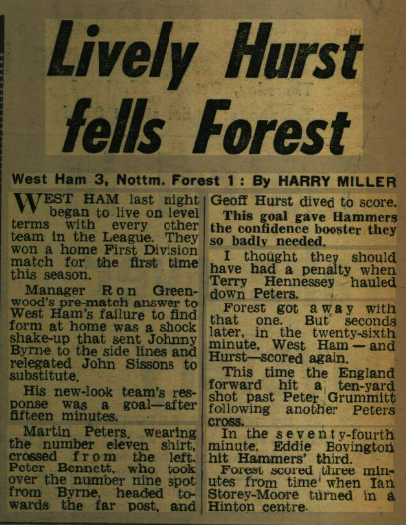 Lively Hurst
fells Forest
West Ham 3, Nottm. Forest 1 : By HARRY MILLER
WEST HAM last night
began to live on level
terms with every other
team in the League. They
won a home First Division
match for the first time
this season.
Manager Ron Green-
wood's pre-match answer to
West Ham's failure to find
form at home was a shock
shake-up that sent Johnny
Byrne to the side lines and
relegated John Sissons to
substitute.
His new-look team's res-
ponse was a goal—after
fifteen minutes.
Martin Peters, wearing
the number eleven shirt,
crossed from the left.
Peter Bennett, who took
over the number nine spot
from Byrne, headed to-
wards the far post, and
Geoff Hurst dived to score.
This goal gave Hammers
the confidence booster they
so badly needed.
I thought they should
have had a penalty when
Terry Hennessey hauled
down Peters.
Forest got away with
that one. But seconds
later, in the twenty-sixth
minute, West Ham — and
Hurst—scored again.
This time the England
forward hit a ten-yard
shot past Peter Grummitt
following another Peters
cross.
In the seventy-fourth
minute, Eddie Bovington
hit Hammers' third.
Forest scored three min-
utes from time when Ian
Storey-Moore turned in a
Hinton centre.